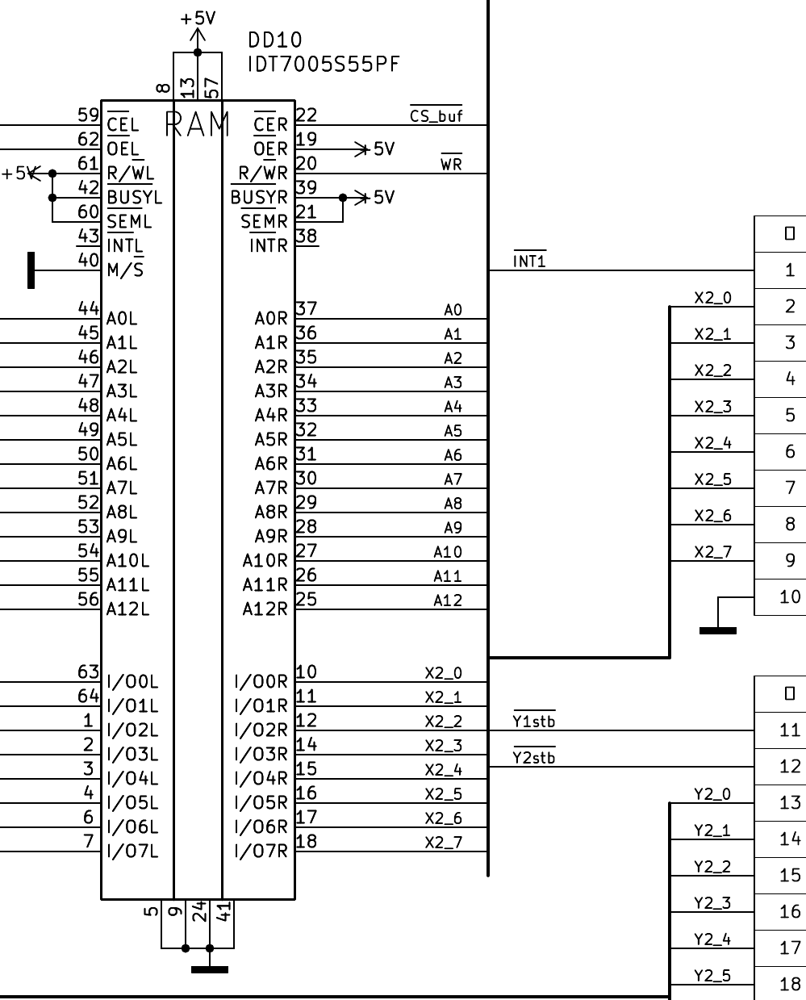 +5V
DD10
IDT7005S55PF
8 13 57
RAM
59 CEL CER 22 CS_buf
62 OEL OER 19 5V
+5V 61 R/WL R/WR 20 WR
42 BUSYL BUSYR 39 5V
60 SEML SEMR 21
43 INTL INTR 38
40 M/S
INT1 1
X2_0 2
44 A0L A0R 37 A0
45 A1L A1R 36 A1
X2_1 3
46 A2L A2R 35 A2
X2_2 4
47 A3L A3R 34 A3
48 A4L A4R 33 A4
X2_3 5
49 A5L A5R 32 A5
X2_4 6
50 A6L A6R 31 A6
51 A7L A7R 30 A7
X2_5 7
52 A8L A8R 29 A8
X2_6 8
53 A9L A9R 28 A9
54 A10L A10R 27 A10
X2_7 9
55 A11L A11R 26 A11
10
56 A12L A12R 25 A12
63 I/O0L I/O0R 10 X2_0
64 I/O1L I/O1R 11 X2_1
1 I/O2L I/O2R 12 X2_2 Y1stb 11
2 I/O3L I/O3R 14 X2_3
Y2stb 12
3 I/O4L I/O4R 15 X2_4
4 I/O5L I/O5R 16 X2_5 Y2_0 13
6 I/O6L I/O6R 17 X2_6
Y2_1 14
7 I/O7L I/O7R 18 X2_7
Y2_2 15
5 9 24 41
Y2_3 16
Y2_4 17
Y2_5 18